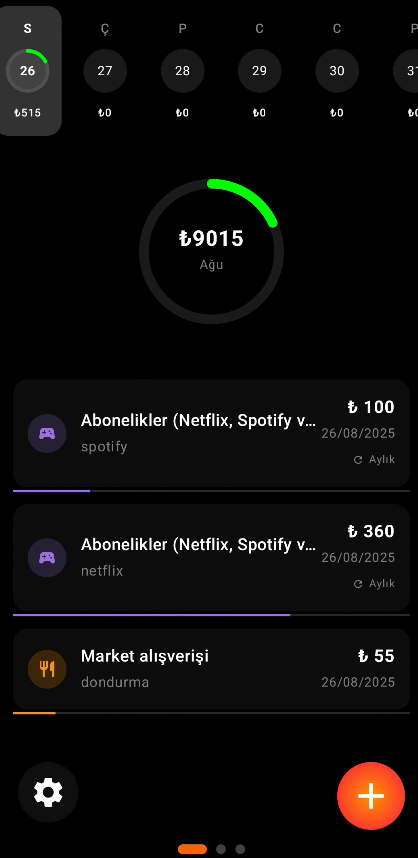 S Ç P C C P
26 27 28 29 30 31
₺515 ₺0 ₺0 ₺0 ₺0 ₺0
₺9015
Ağu
Abonelikler (Netflix, Spotify v...
₺ 100
spotify
26/08/2025
Aylık
Abonelikler (Netflix, Spotify v...
₺ 360
netflix
26/08/2025
Aylık
Market alışverişi
₺ 55
dondurma
26/08/2025